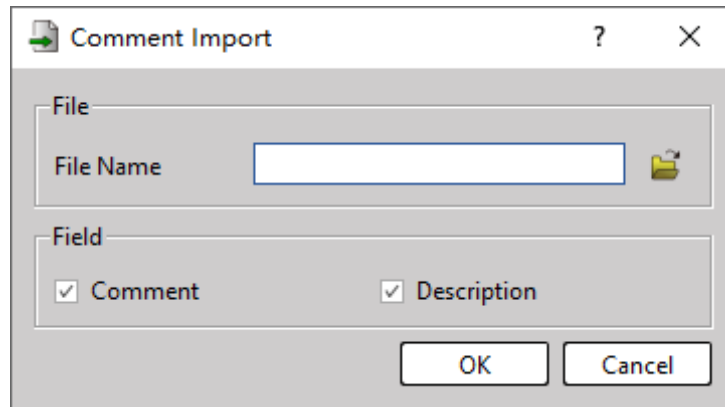 Comment Import ?
File
File Name
Field
Comment Description
OK Cancel